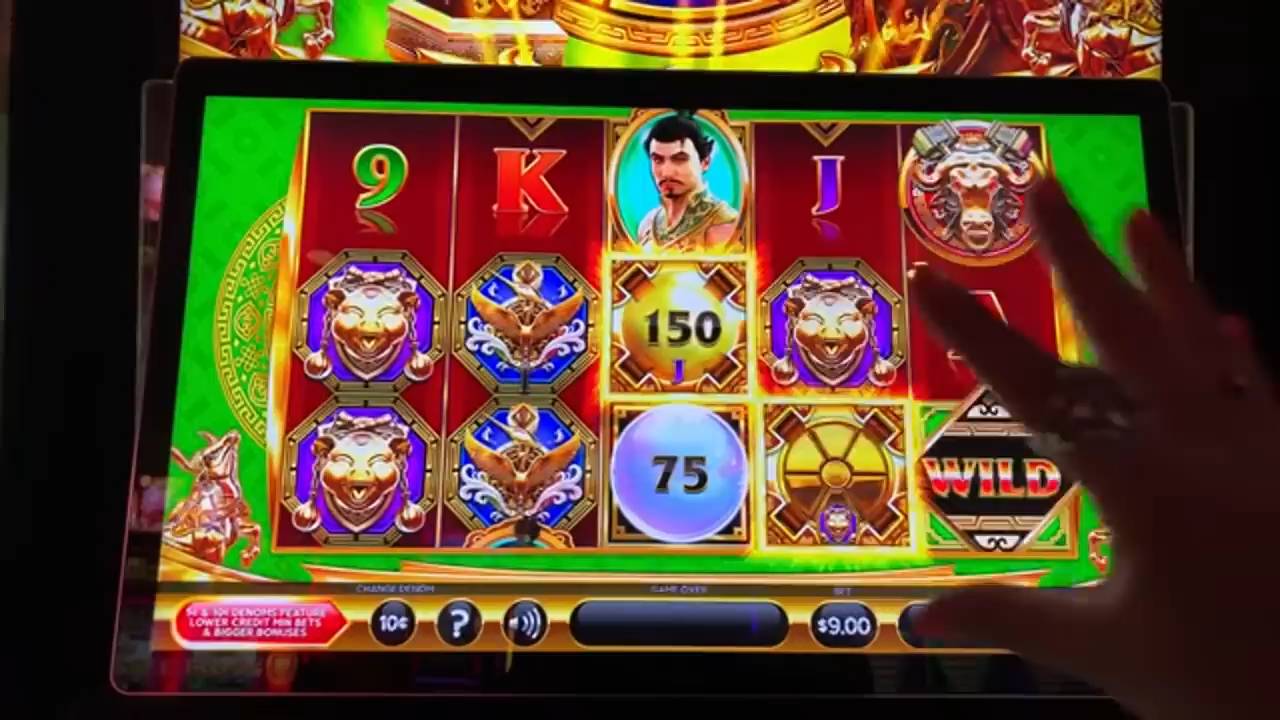 9
K
J
150
J
75
WILD
CHANGE DENOM
GAME OVER
BET
& 10¢ DENOMS FEATURE
LOWER CREDIT MIN BETS
& BIGGER BONUSES
10¢
?
$9.00